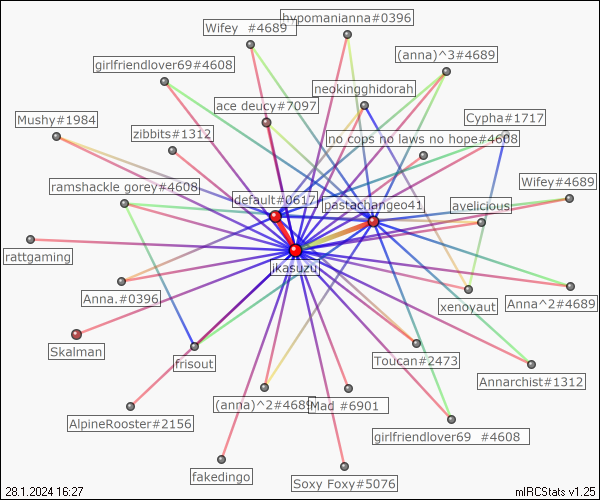 hypomanianna#0396
Wifey  #4689
(anna)^3#4689
girlfriendlover69#4608
neokingghidorah
ace deucy#7097
Mushy#1984
Cypha#1717
zibbits#1312
no cops no laws no hope#4608
ramshackle gorey#4608
Wifey#4689
default#0617
pastachangeo41
ayelicious
rattgaming
ikasuzu
Anna.#0396
xenoyaut
Anna^2#4689
Skalman
frisout
Toucan#2473
Annarchist#1312
(anna)^2#4689
Mad #6901
AlpineRooster#2156
girlfriendlover69  #4608
fakedingo
Soxy Foxy#5076
28.1.2024 16:27
mIRCStats v1.25